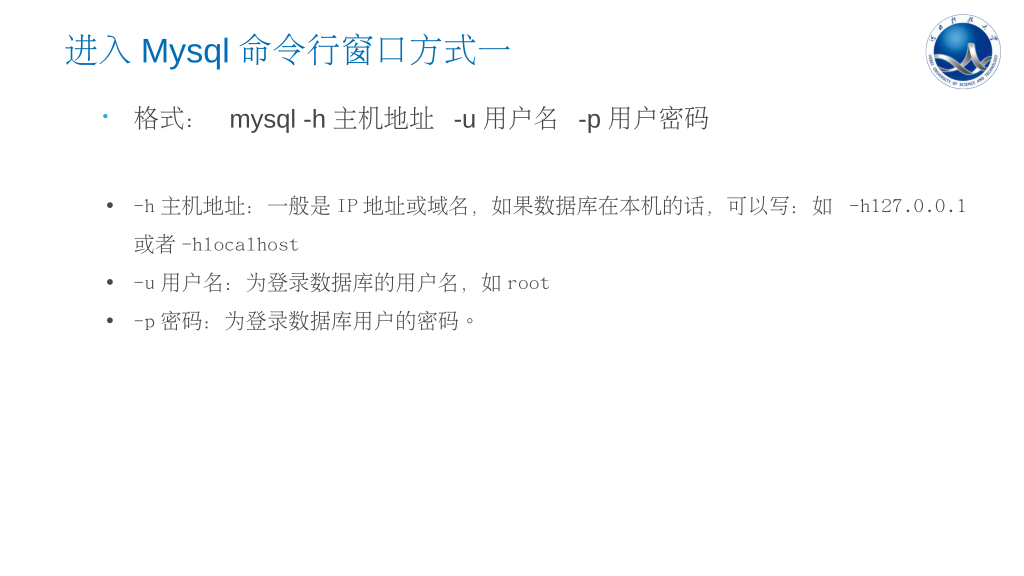 进入 Mysql 命令行窗口方式一
• 格式： mysql -h 主机地址 -u 用户名 -p 用户密码
• -h 主机地址：一般是 IP 地址或域名，如果数据库在本机的话，可以写：如 -h127.0.0.1
或者 -hlocalhost
• -u 用户名：为登录数据库的用户名，如 root
• -p 密码：为登录数据库用户的密码。